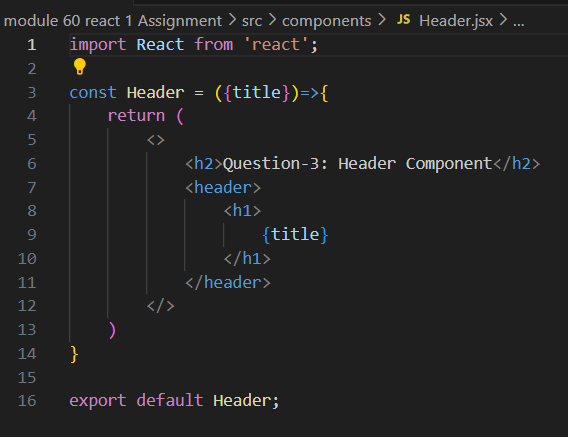 module 60 react 1 Assignment > src > components > JS Header.jsx > ...
1 import React from 'react';
2
3 const Header = ({title})=>{
4 return (
5 <>
6 <h2>Question-3: Header Component</h2>
7 <header>
8 <h1>
9 {title}
10 </h1>
11 </header>
12 </>
13 )
14 }
15
16 export default Header;